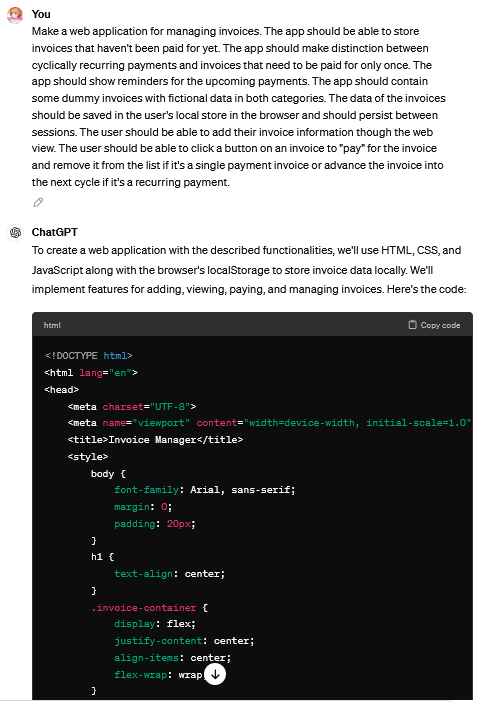 You
Make a web application for managing invoices. The app should be able to store
invoices that haven't been paid for yet. The app should make distinction between
cyclically recurring payments and invoices that need to be paid for only once. The
app should show reminders for the upcoming payments. The app should contain
some dummy invoices with fictional data in both categories. The data of the invoices
should be saved in the user's local store in the browser and should persist between
sessions. The user should be able to add their invoice information though the web
view. The user should be able to click a button on an invoice to "pay" for the invoice
and remove it from the list if it's a single payment invoice or advance the invoice into
the next cycle if it's a recurring payment.
ChatGPT
To create a web application with the described functionalities, we'll use HTML, CSS, and
JavaScript along with the browser's localStorage to store invoice data locally. We'll
implement features for adding, viewing, paying, and managing invoices. Here's the code:
html Copy code
<!DOCTYPE html>
<html lang="en">
<head>
<meta charset="UTF-8">
<meta name="viewport" content="width=device-width, initial-scale=1.0"
<title>Invoice Manager</title>
<style>
body {
font-family: Arial, sans-serif;
margin: 0;
padding: 20px;
}
h1 {
text-align: center;
}
.invoice-container {
display: flex;
justify-content: center;
align-items: center;
flex-wrap: wrap;
}